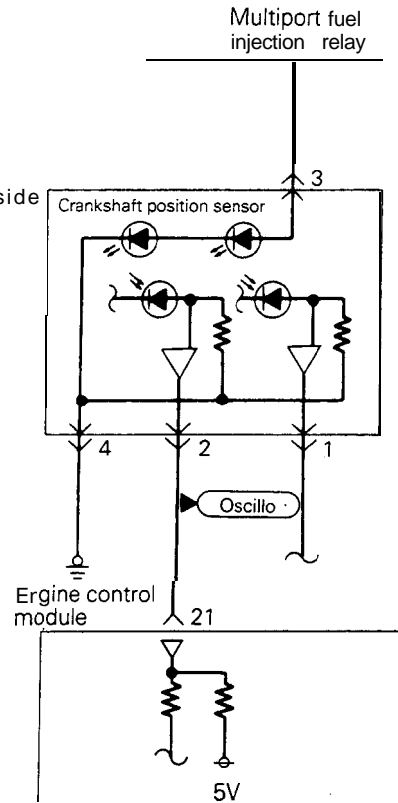 Multiport fuel
injection relay
3
side
Crankshaft position sensor
4
2
1
Oscillo
Ergine control
module
21
5V